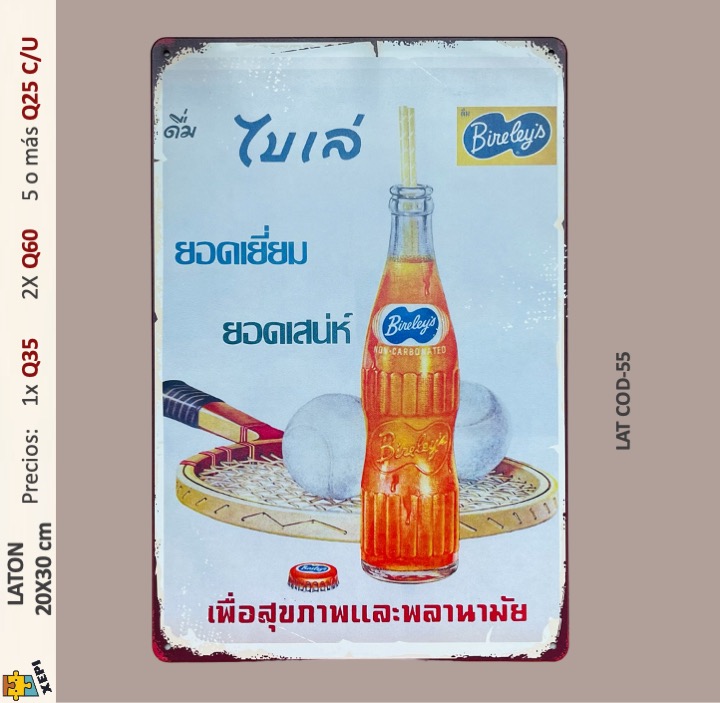 LATON
20X30 cm
Precios: 1x Q35 2X Q60 5 o más Q25 C/U
XEPI
ดื่ม
ไบเล่
ดื่ม
Bireley's
ยอดเยี่ยม
ยอดเสน่ห์
Bireley's
NON-CARBONATED
Bireley's
Bireley's
เพื่อสุขภาพและพลานามัย
LAT COD-55